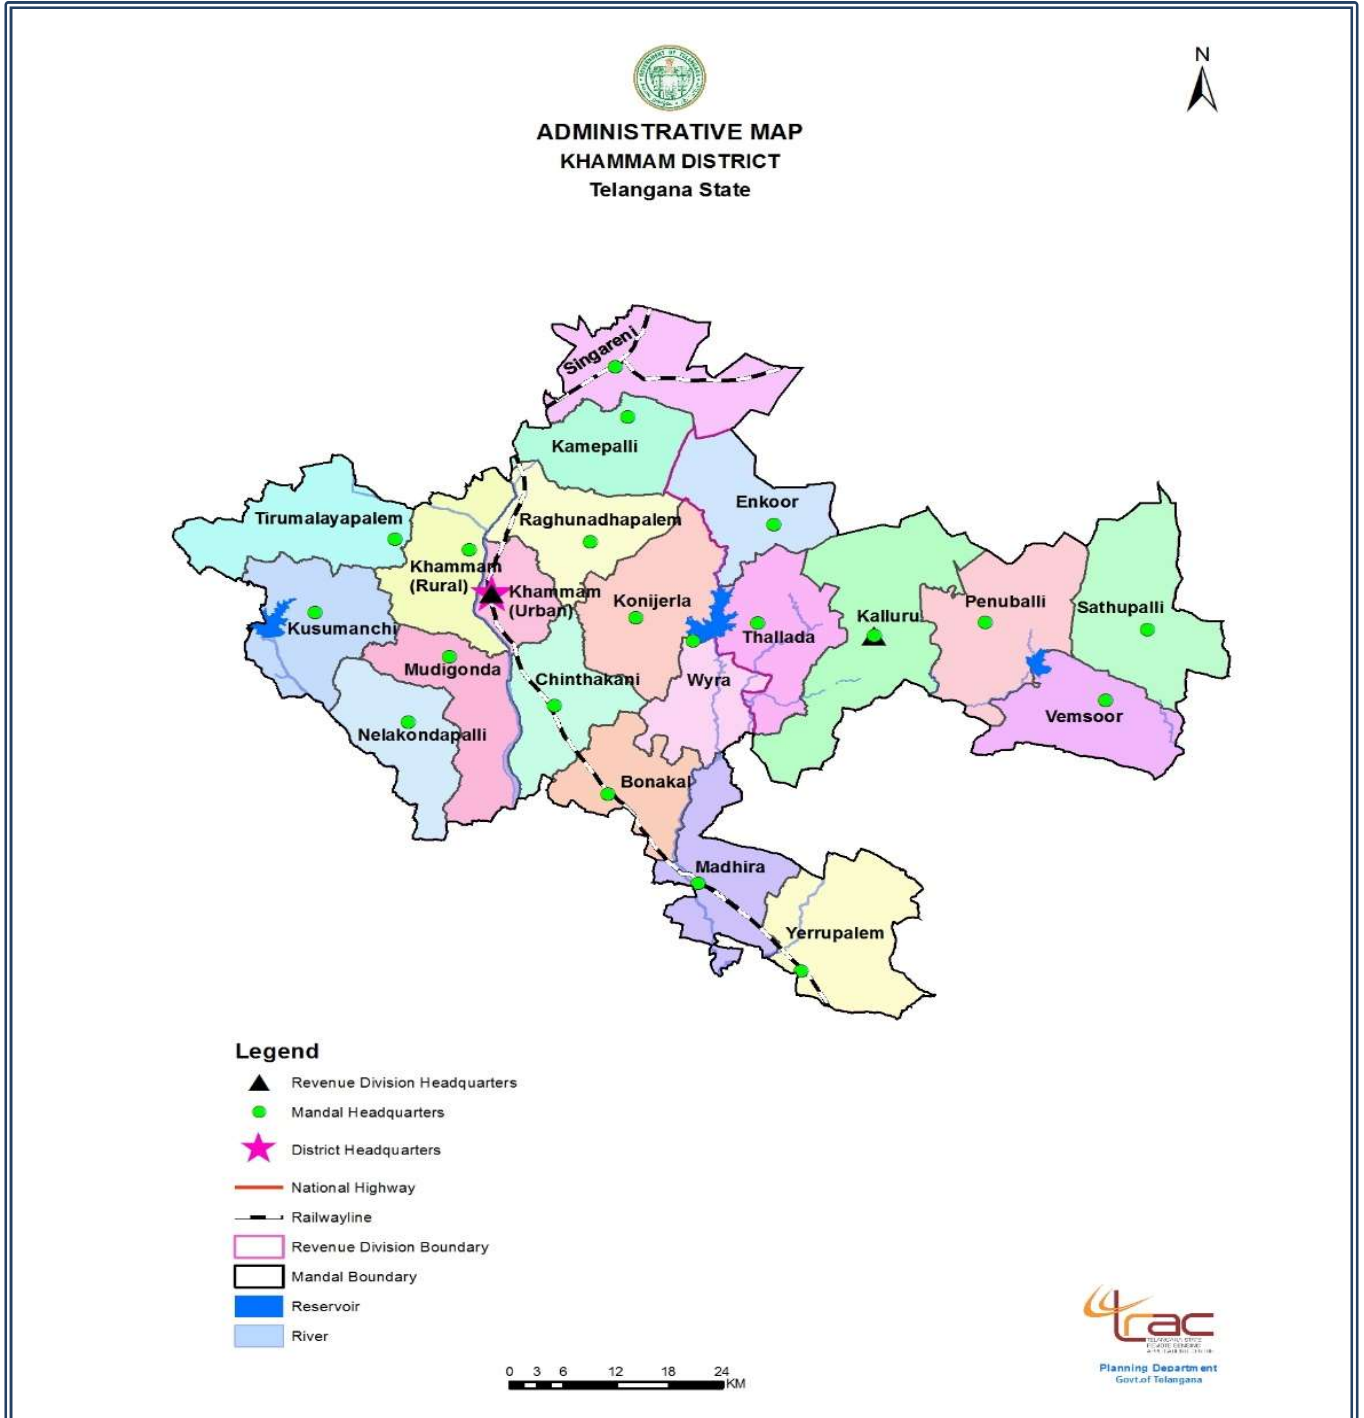 N
ADMINISTRATIVE MAP
KHAMMAM DISTRICT
Telangana State
Singareni
Kamepalli
Enkoor
Tirumalayapalem
Raghunadhapalem
Khammam
(Rural)
Khammam
(Urban)
Konijerla
Penuballi
Sathupalli
Kalluru
Kusumanchi
Thallada
Mudigonda
Chinthakani
Wyra
Vemsoor
Nelakondapalli
Bonakal
Madhira
Yerrupalem
Legend
Revenue Division Headquarters
Mandal Headquarters
District Headquarters
National Highway
Railwayline
Revenue Division Boundary
Mandal Boundary
Reservoir
River
0 3 6 12 18 24
KM
trac
Planning Department
Govt.of Telangana